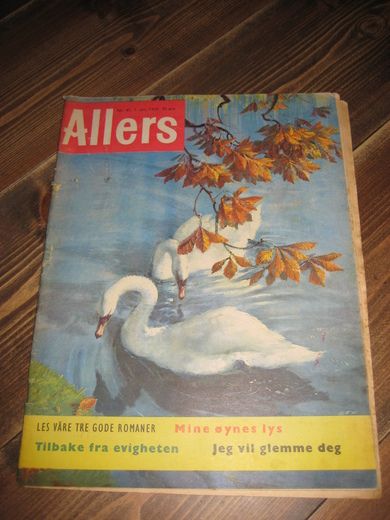 Allers
LES VÅRE TRE GODE ROMANER Mine øynes lys
Tilbake fra evigheten Jeg vil glemme deg